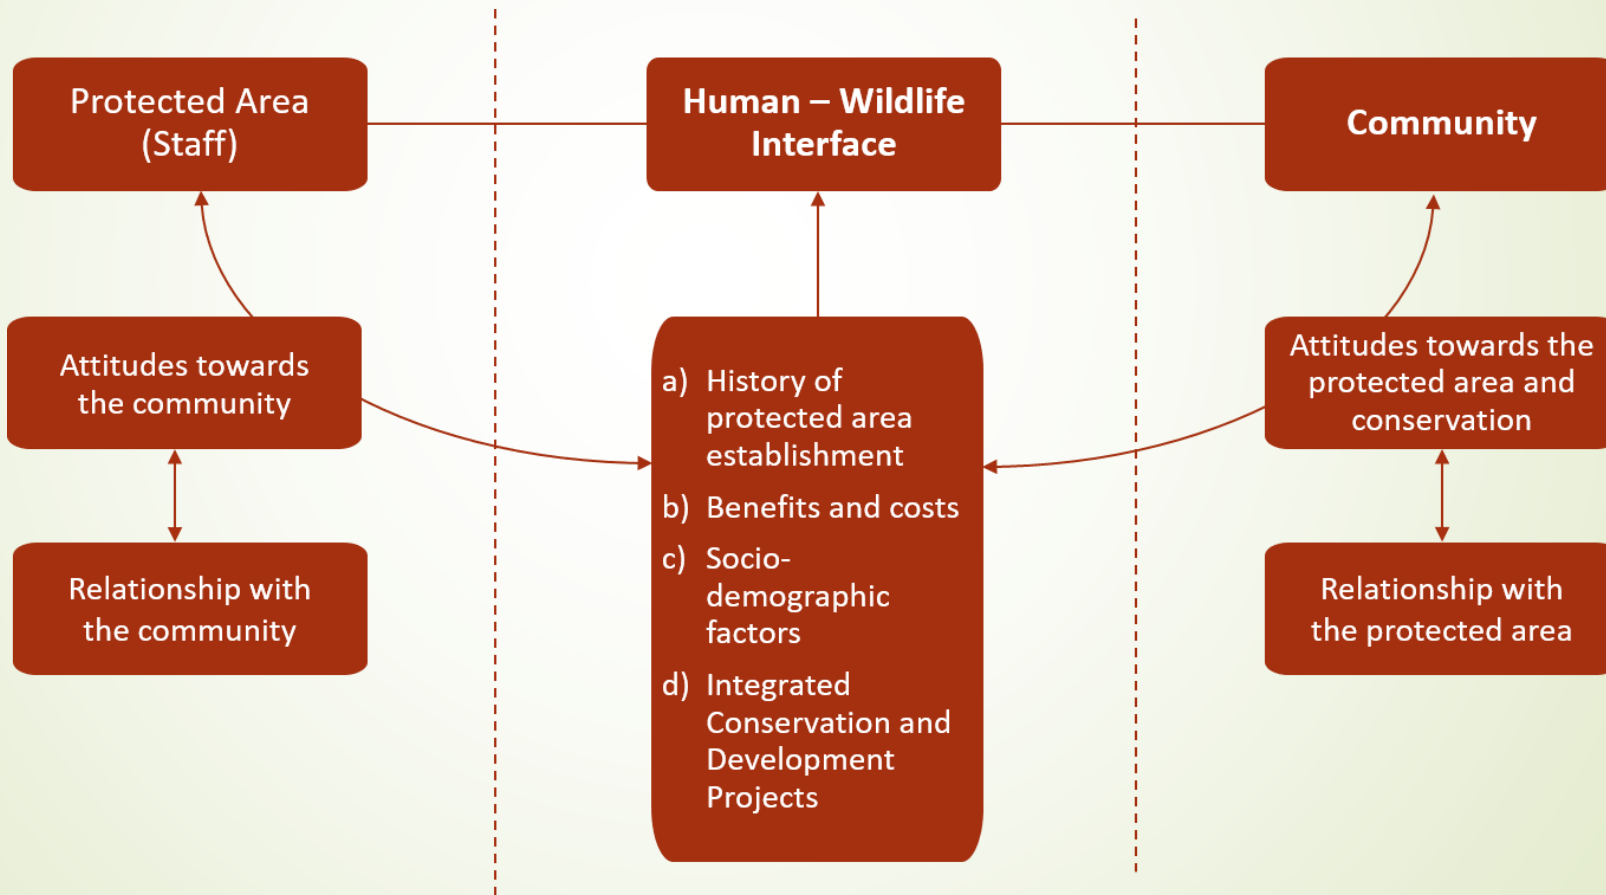 Protected Area
(Staff)
Human – Wildlife
Interface
Community
Attitudes towards
the community
Attitudes towards the
protected area and
conservation
a) History of
protected area
establishment
b) Benefits and costs
c) Socio-
demographic
factors
d) Integrated
Conservation and
Development
Projects
Relationship with
the community
Relationship with
the protected area